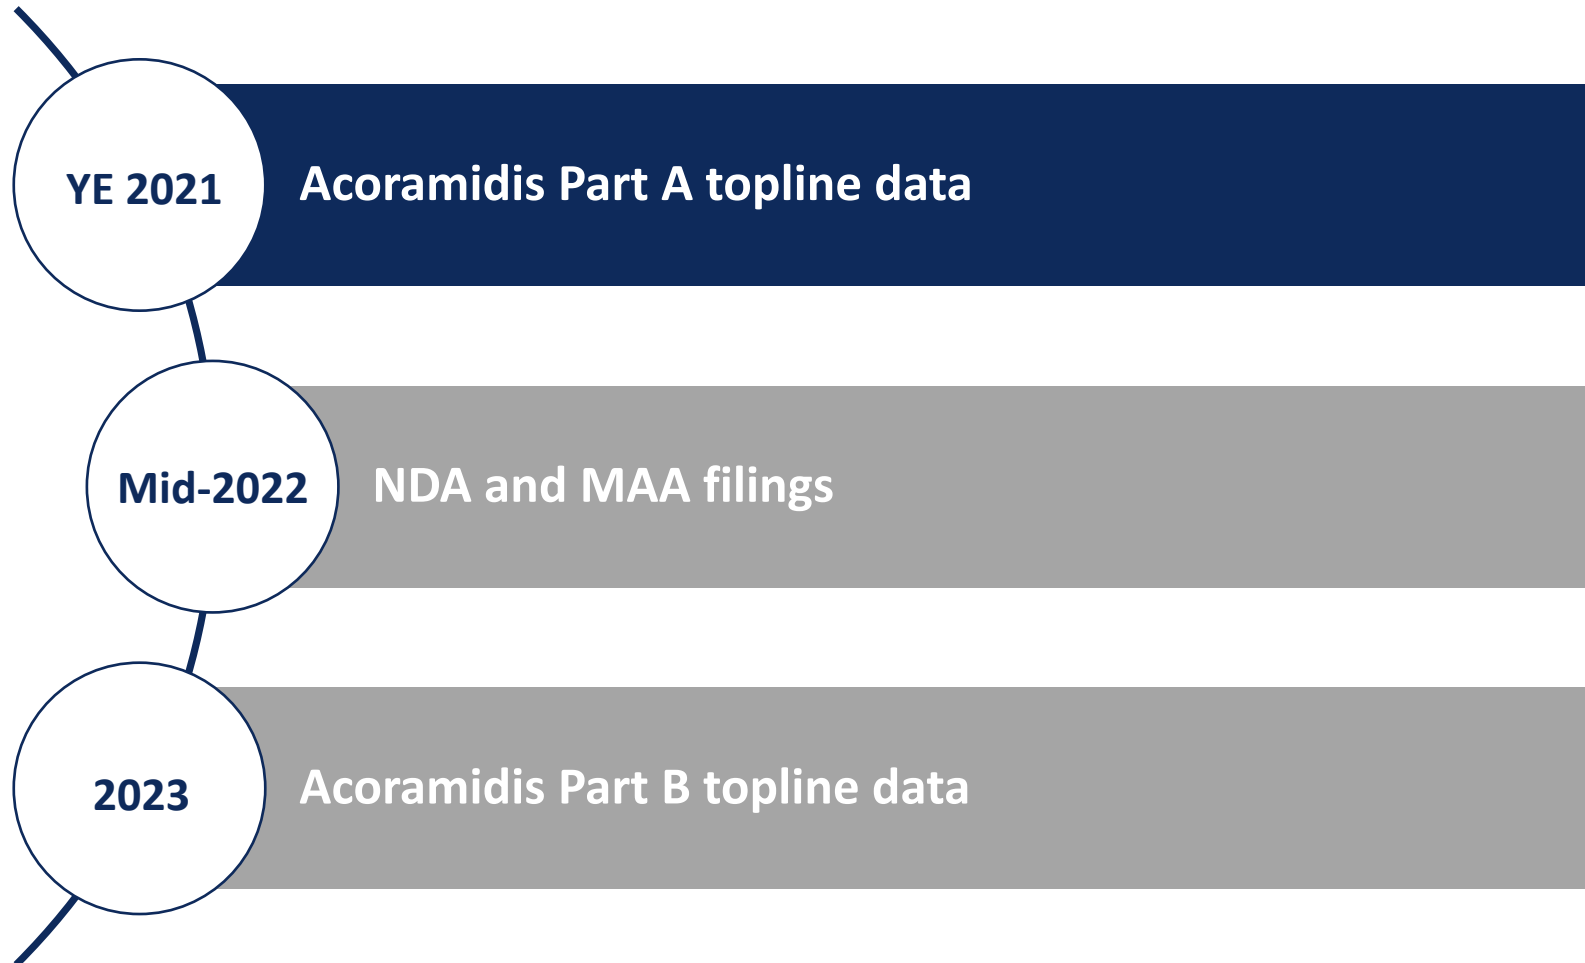 YE 2021
Acoramidis Part A topline data
Mid-2022
NDA and MAA filings
2023
Acoramidis Part B topline data